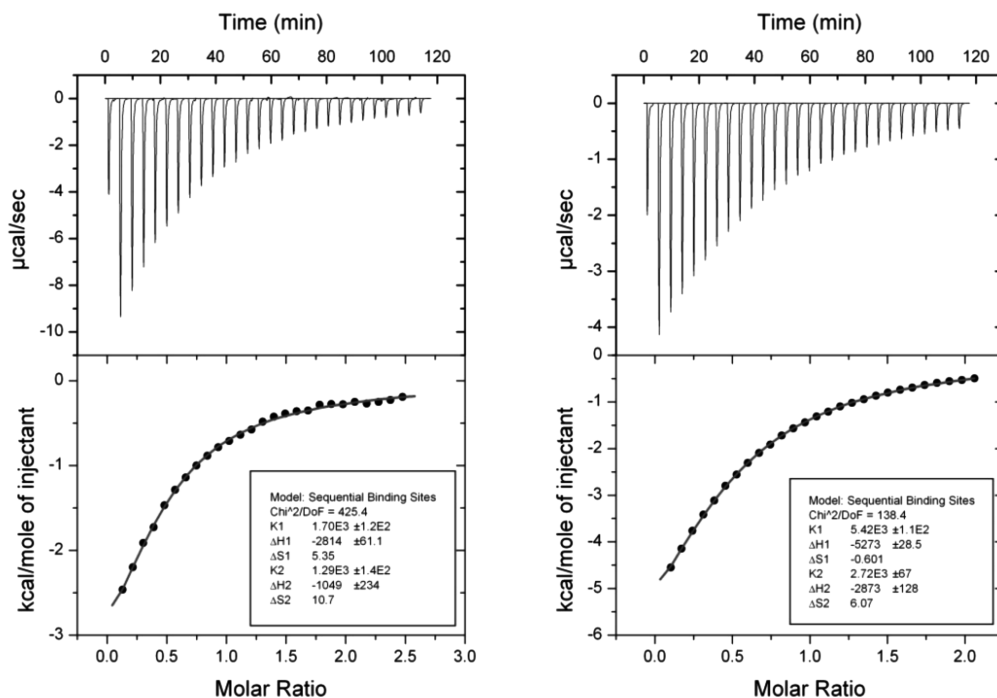 Time (min)
0 20 40 60 80 100 120
0
-2
-4
-6
-8
-10
µcal/sec
0
-1
-2
-3
kcal/mole of injectant
Model: Sequential Binding Sites
Chi^2/DoF = 425.4
K1 1.70E3 ±1.2E2
ΔH1 -2814 ±61.1
ΔS1 5.35
K2 1.29E3 ±1.4E2
ΔH2 -1049 ±234
ΔS2 10.7
0.0 0.5 1.0 1.5 2.0 2.5 3.0
Molar Ratio
Time (min)
0 20 40 60 80 100 120
0
-1
-2
-3
-4
µcal/sec
0
-1
-2
-3
-4
-5
-6
kcal/mole of injectant
Model: Sequential Binding Sites
Chi^2/DoF = 138.4
K1 5.42E3 ±1.1E2
ΔH1 -5273 ±28.5
ΔS1 -0.601
K2 2.72E3 ±67
ΔH2 -2873 ±128
ΔS2 6.07
0.0 0.5 1.0 1.5 2.0
Molar Ratio